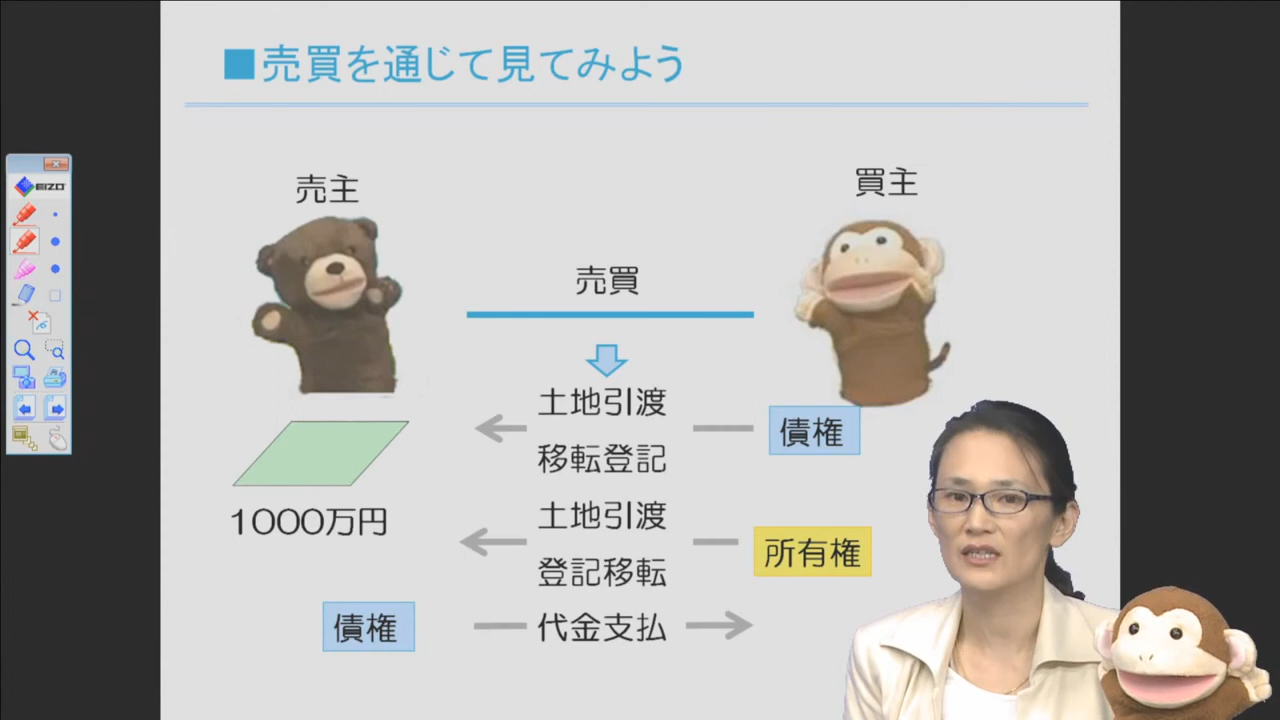 ■売買を通じて見てみよう
売主
買主
売買
EIZO
土地引渡
債権
移転登記
1000万円
土地引渡
所有権
登記移転
債権
代金支払